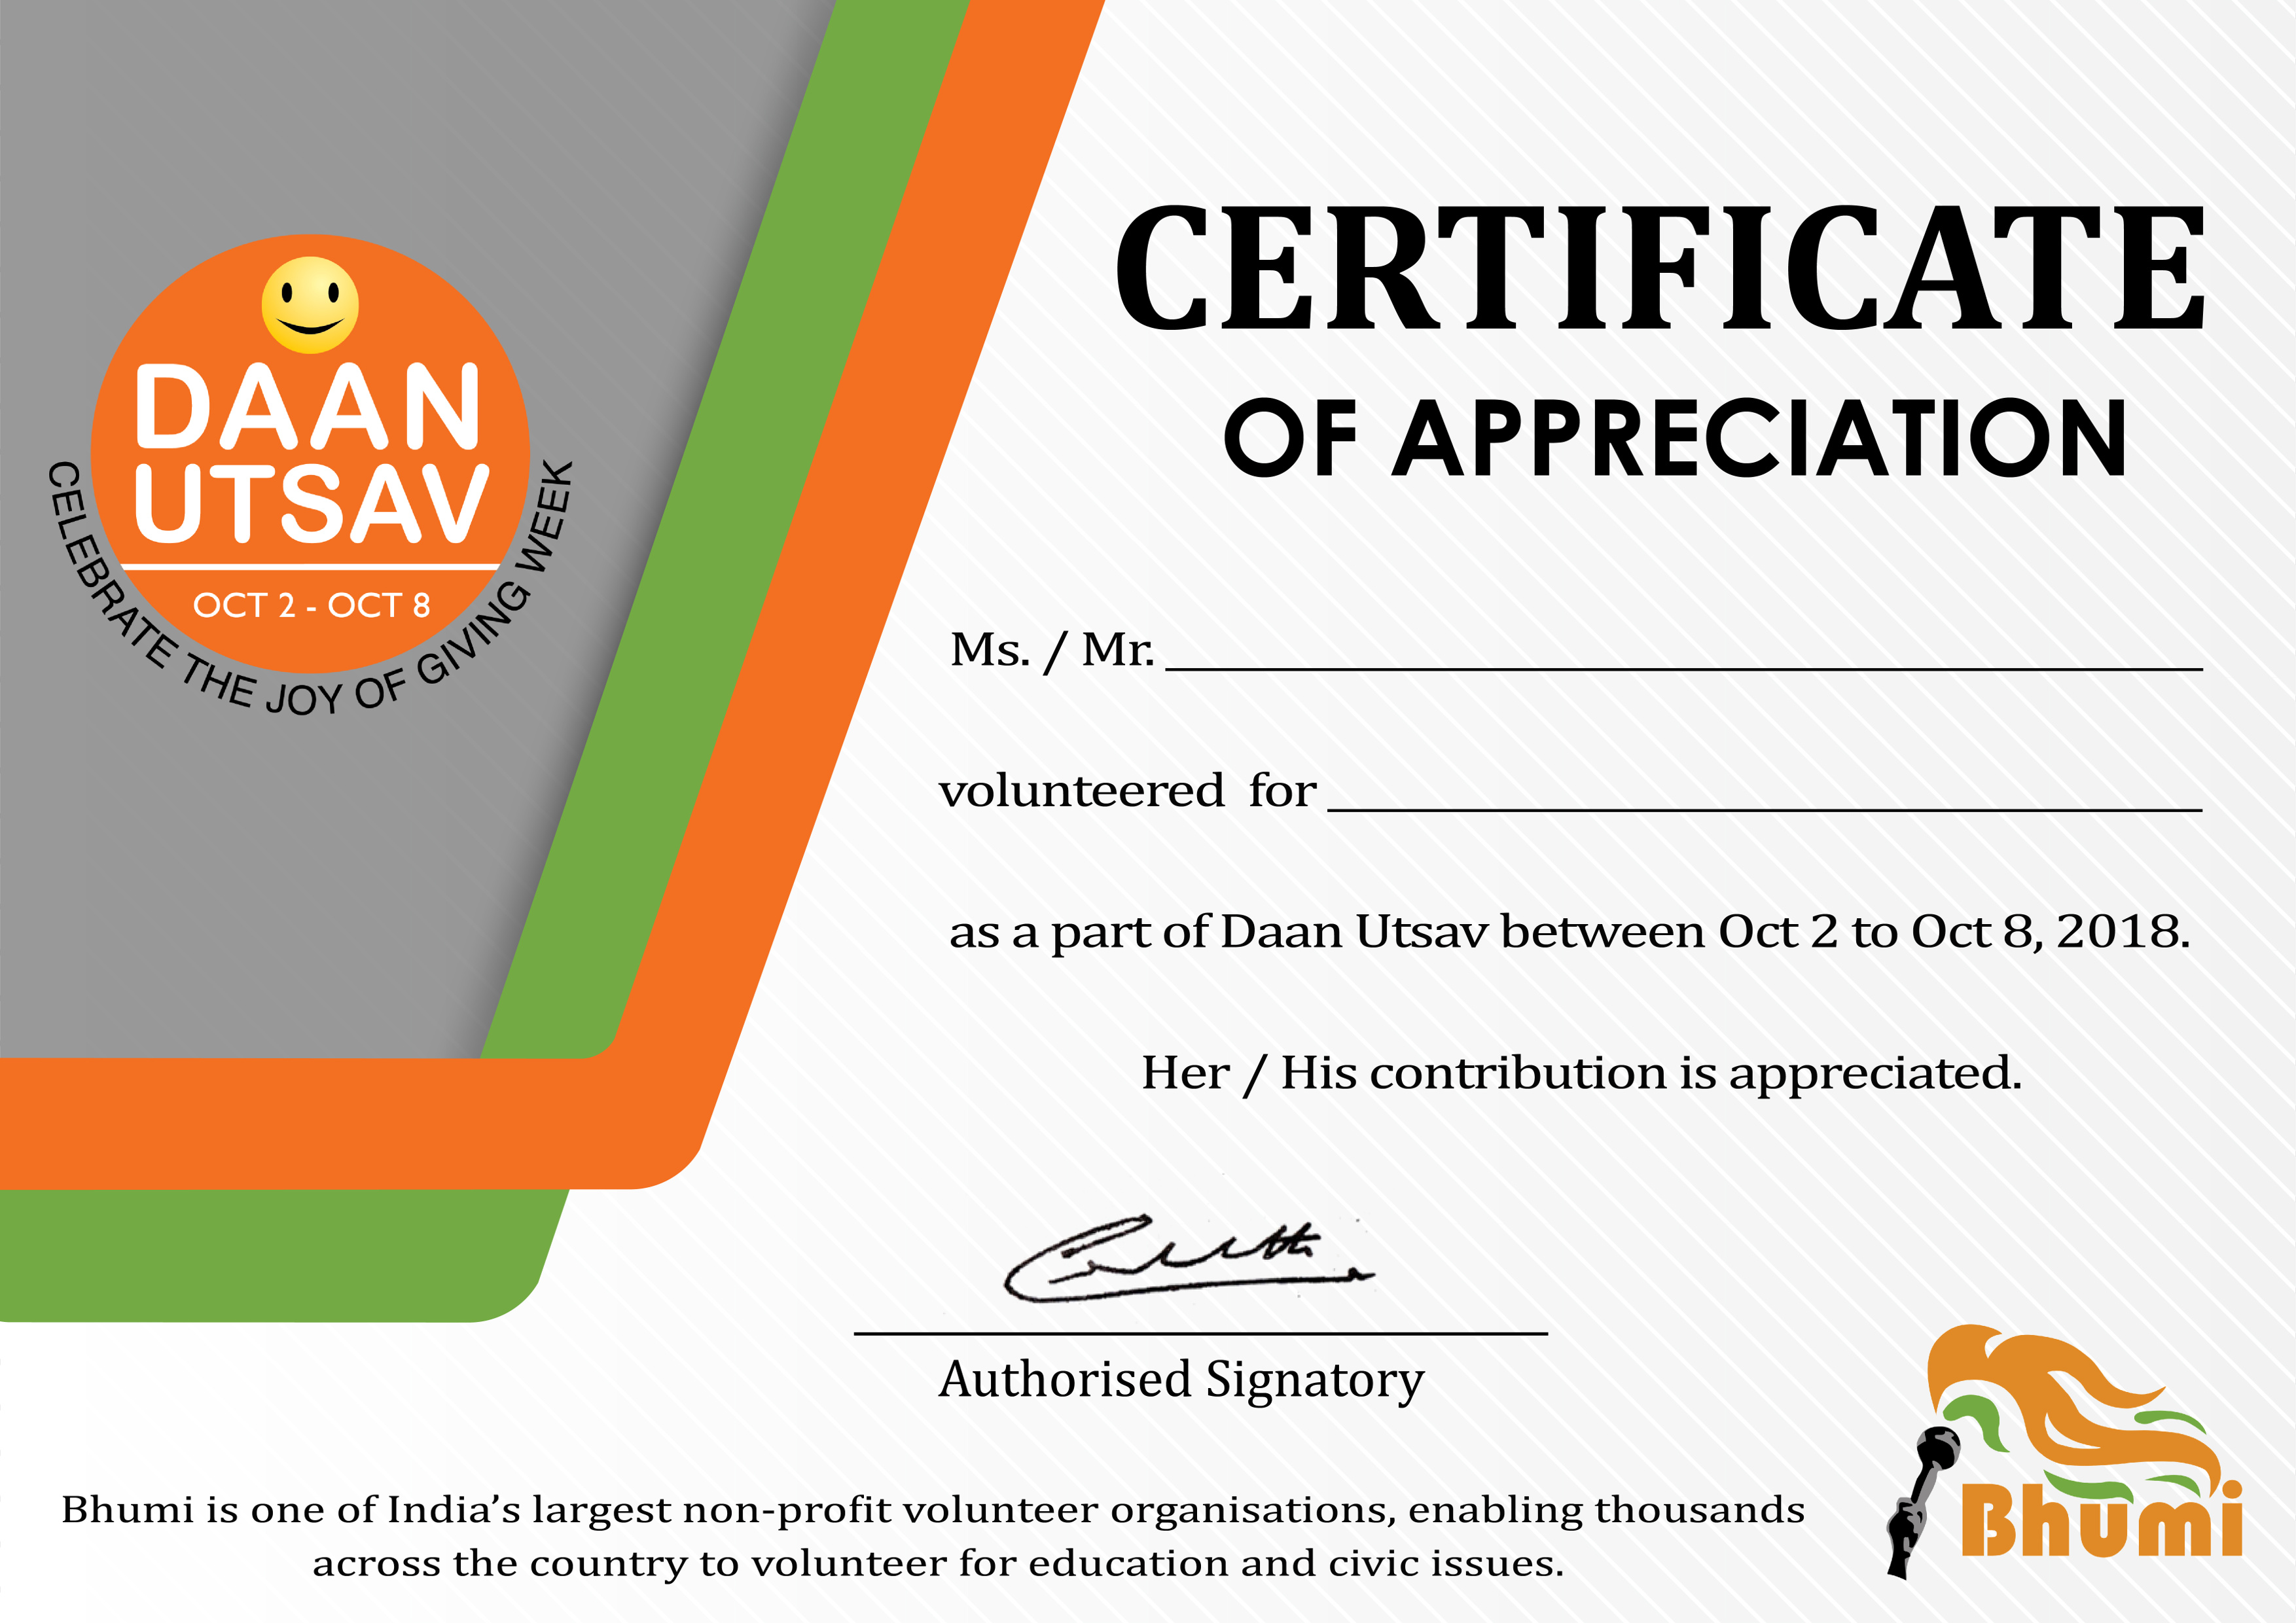 DAAN
UTSAV
OCT 2 - OCT 8
CELEBRATE THE JOY OF GIVING WEEK
CERTIFICATE
OF APPRECIATION
Ms. / Mr.
volunteered for
as a part of Daan Utsav between Oct 2 to Oct 8, 2018.
Her / His contribution is appreciated.
Authorised Signatory
Bhumi is one of India’s largest non-profit volunteer organisations, enabling thousands
across the country to volunteer for education and civic issues.
Bhumi